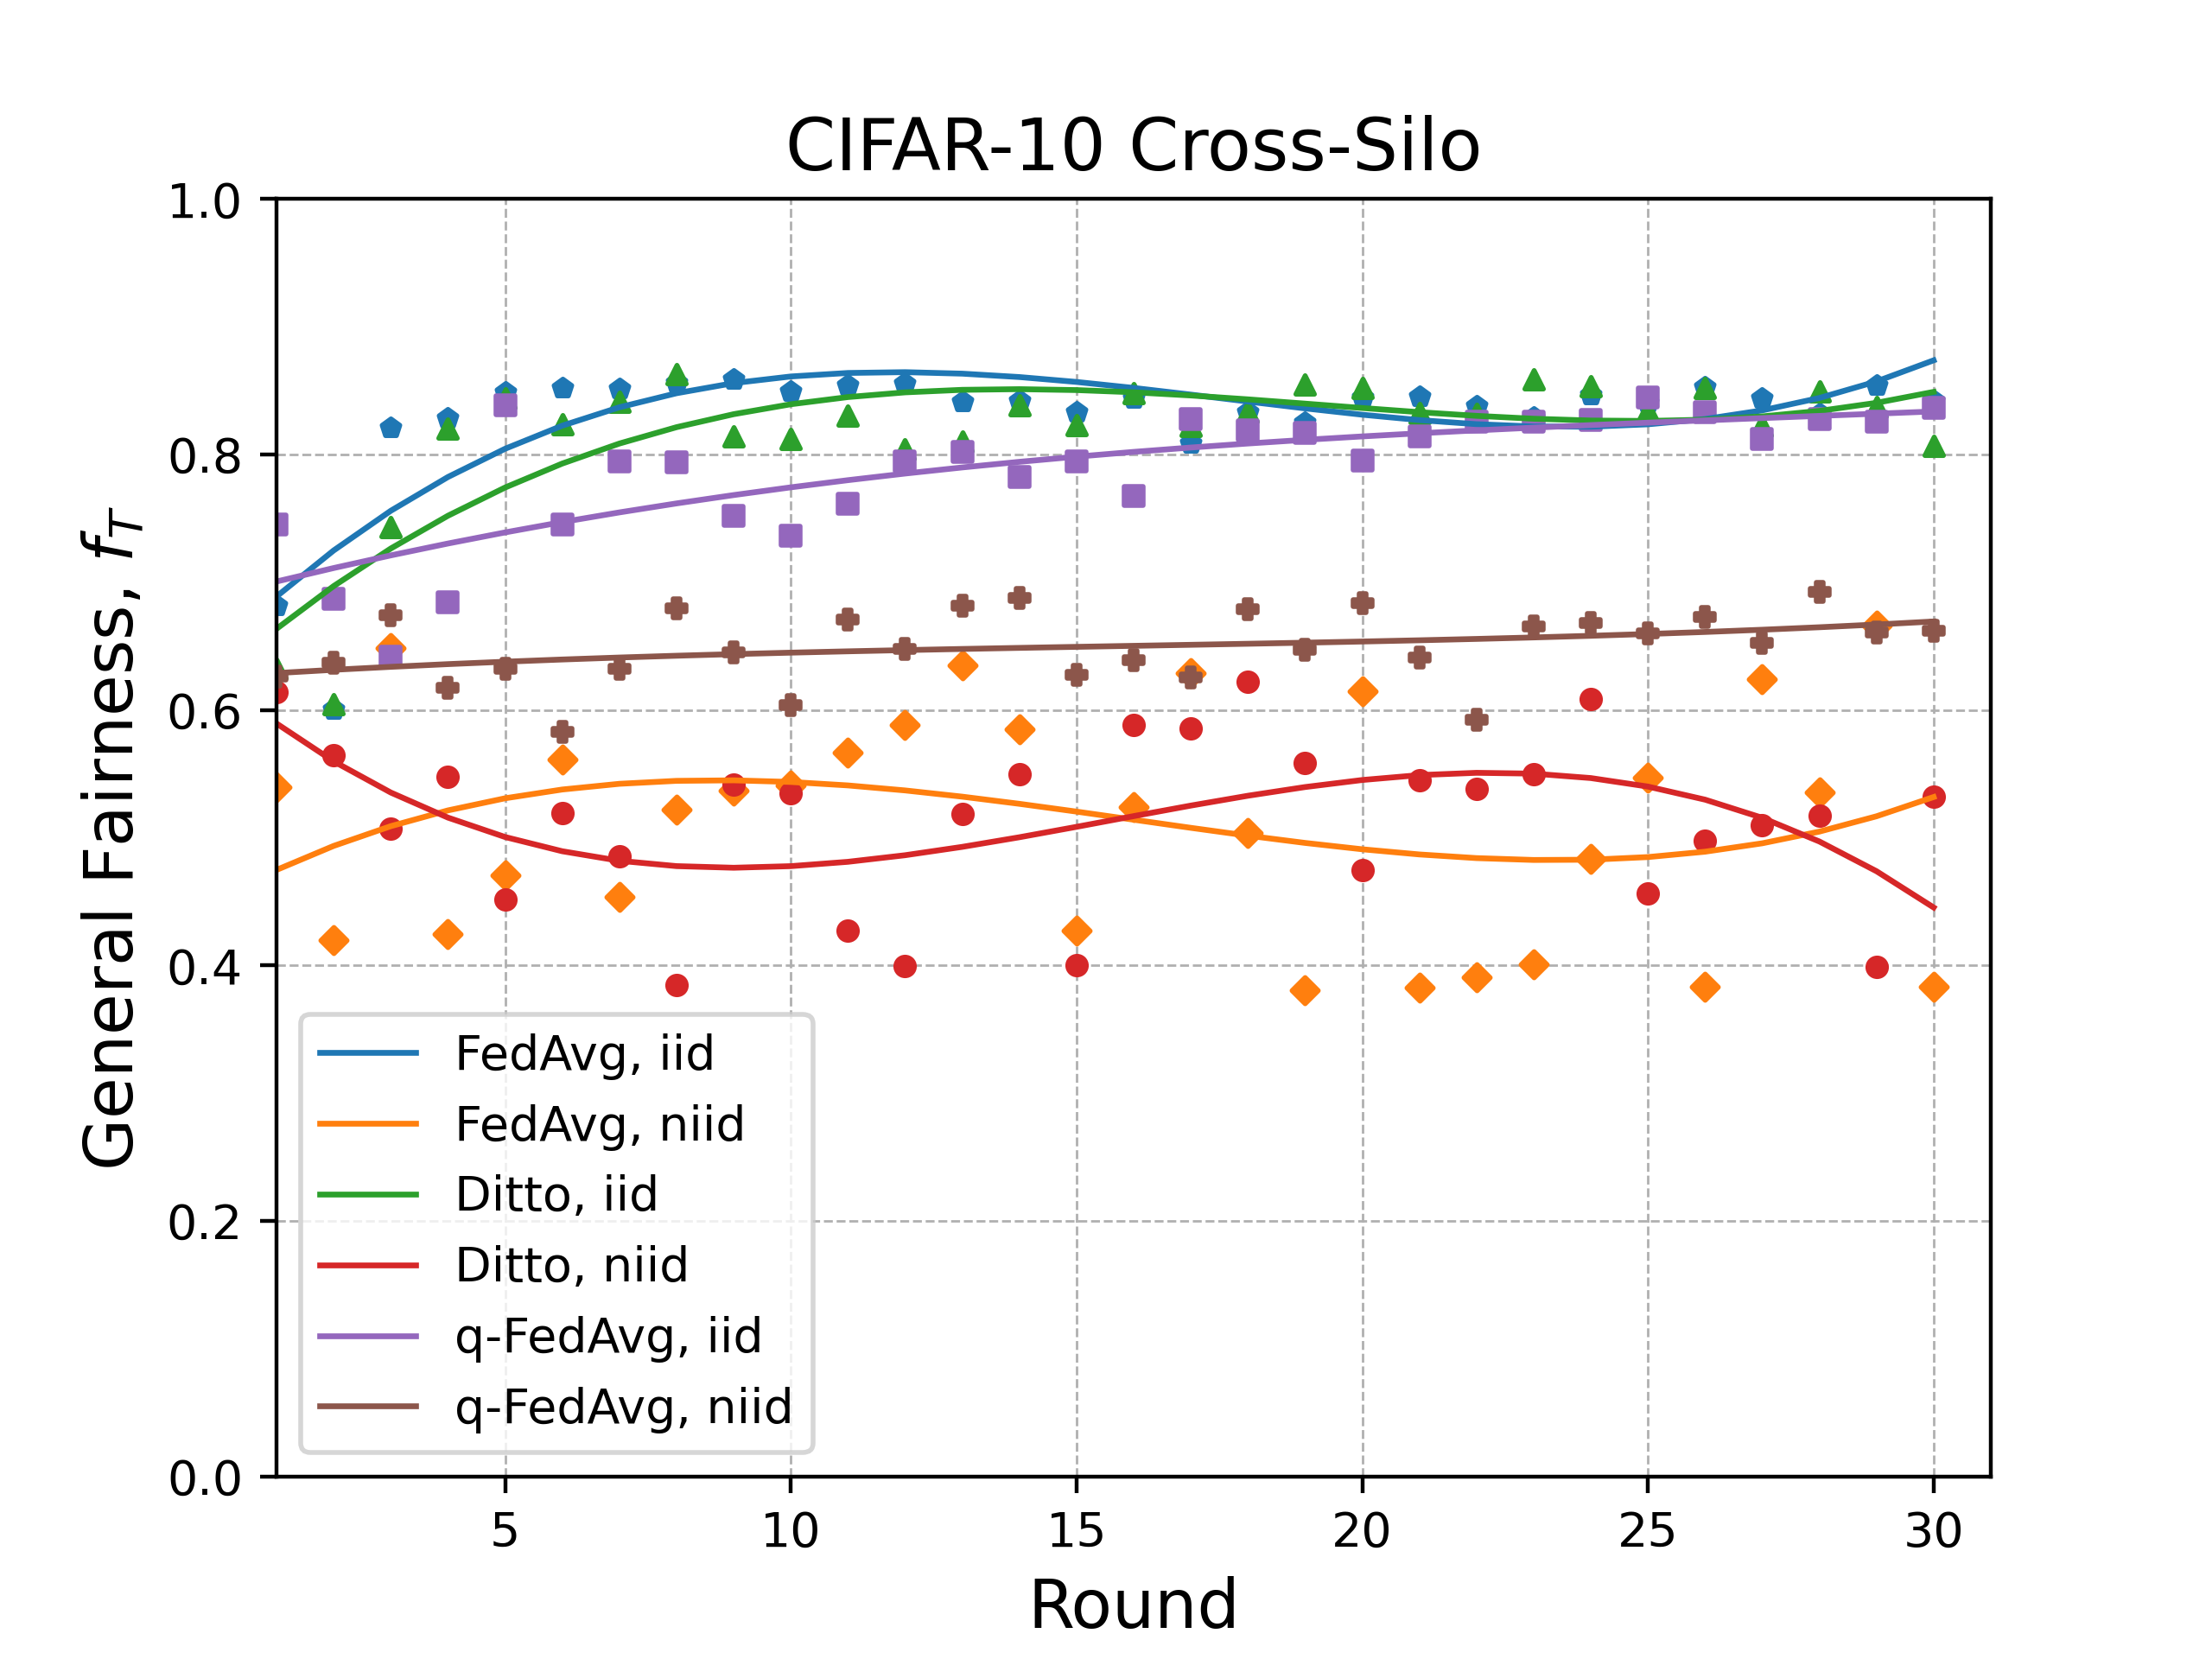 CIFAR-10 Cross-Silo
General Fairness, f_T
1.0
0.8
0.6
0.4
0.2
0.0
FedAvg, iid
FedAvg, niid
Ditto, iid
Ditto, niid
q-FedAvg, iid
q-FedAvg, niid
5 10 15 20 25 30
Round